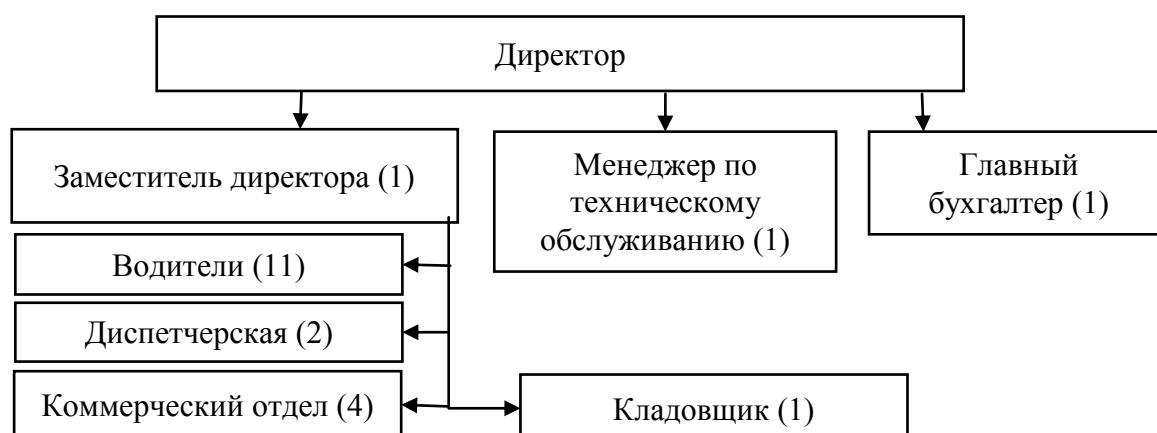 Директор
Заместитель директора (1)
Менеджер по
техническому
обслуживанию (1)
Главный
бухгалтер (1)
Водители (11)
Диспетчерская (2)
Коммерческий отдел (4)
Кладовщик (1)